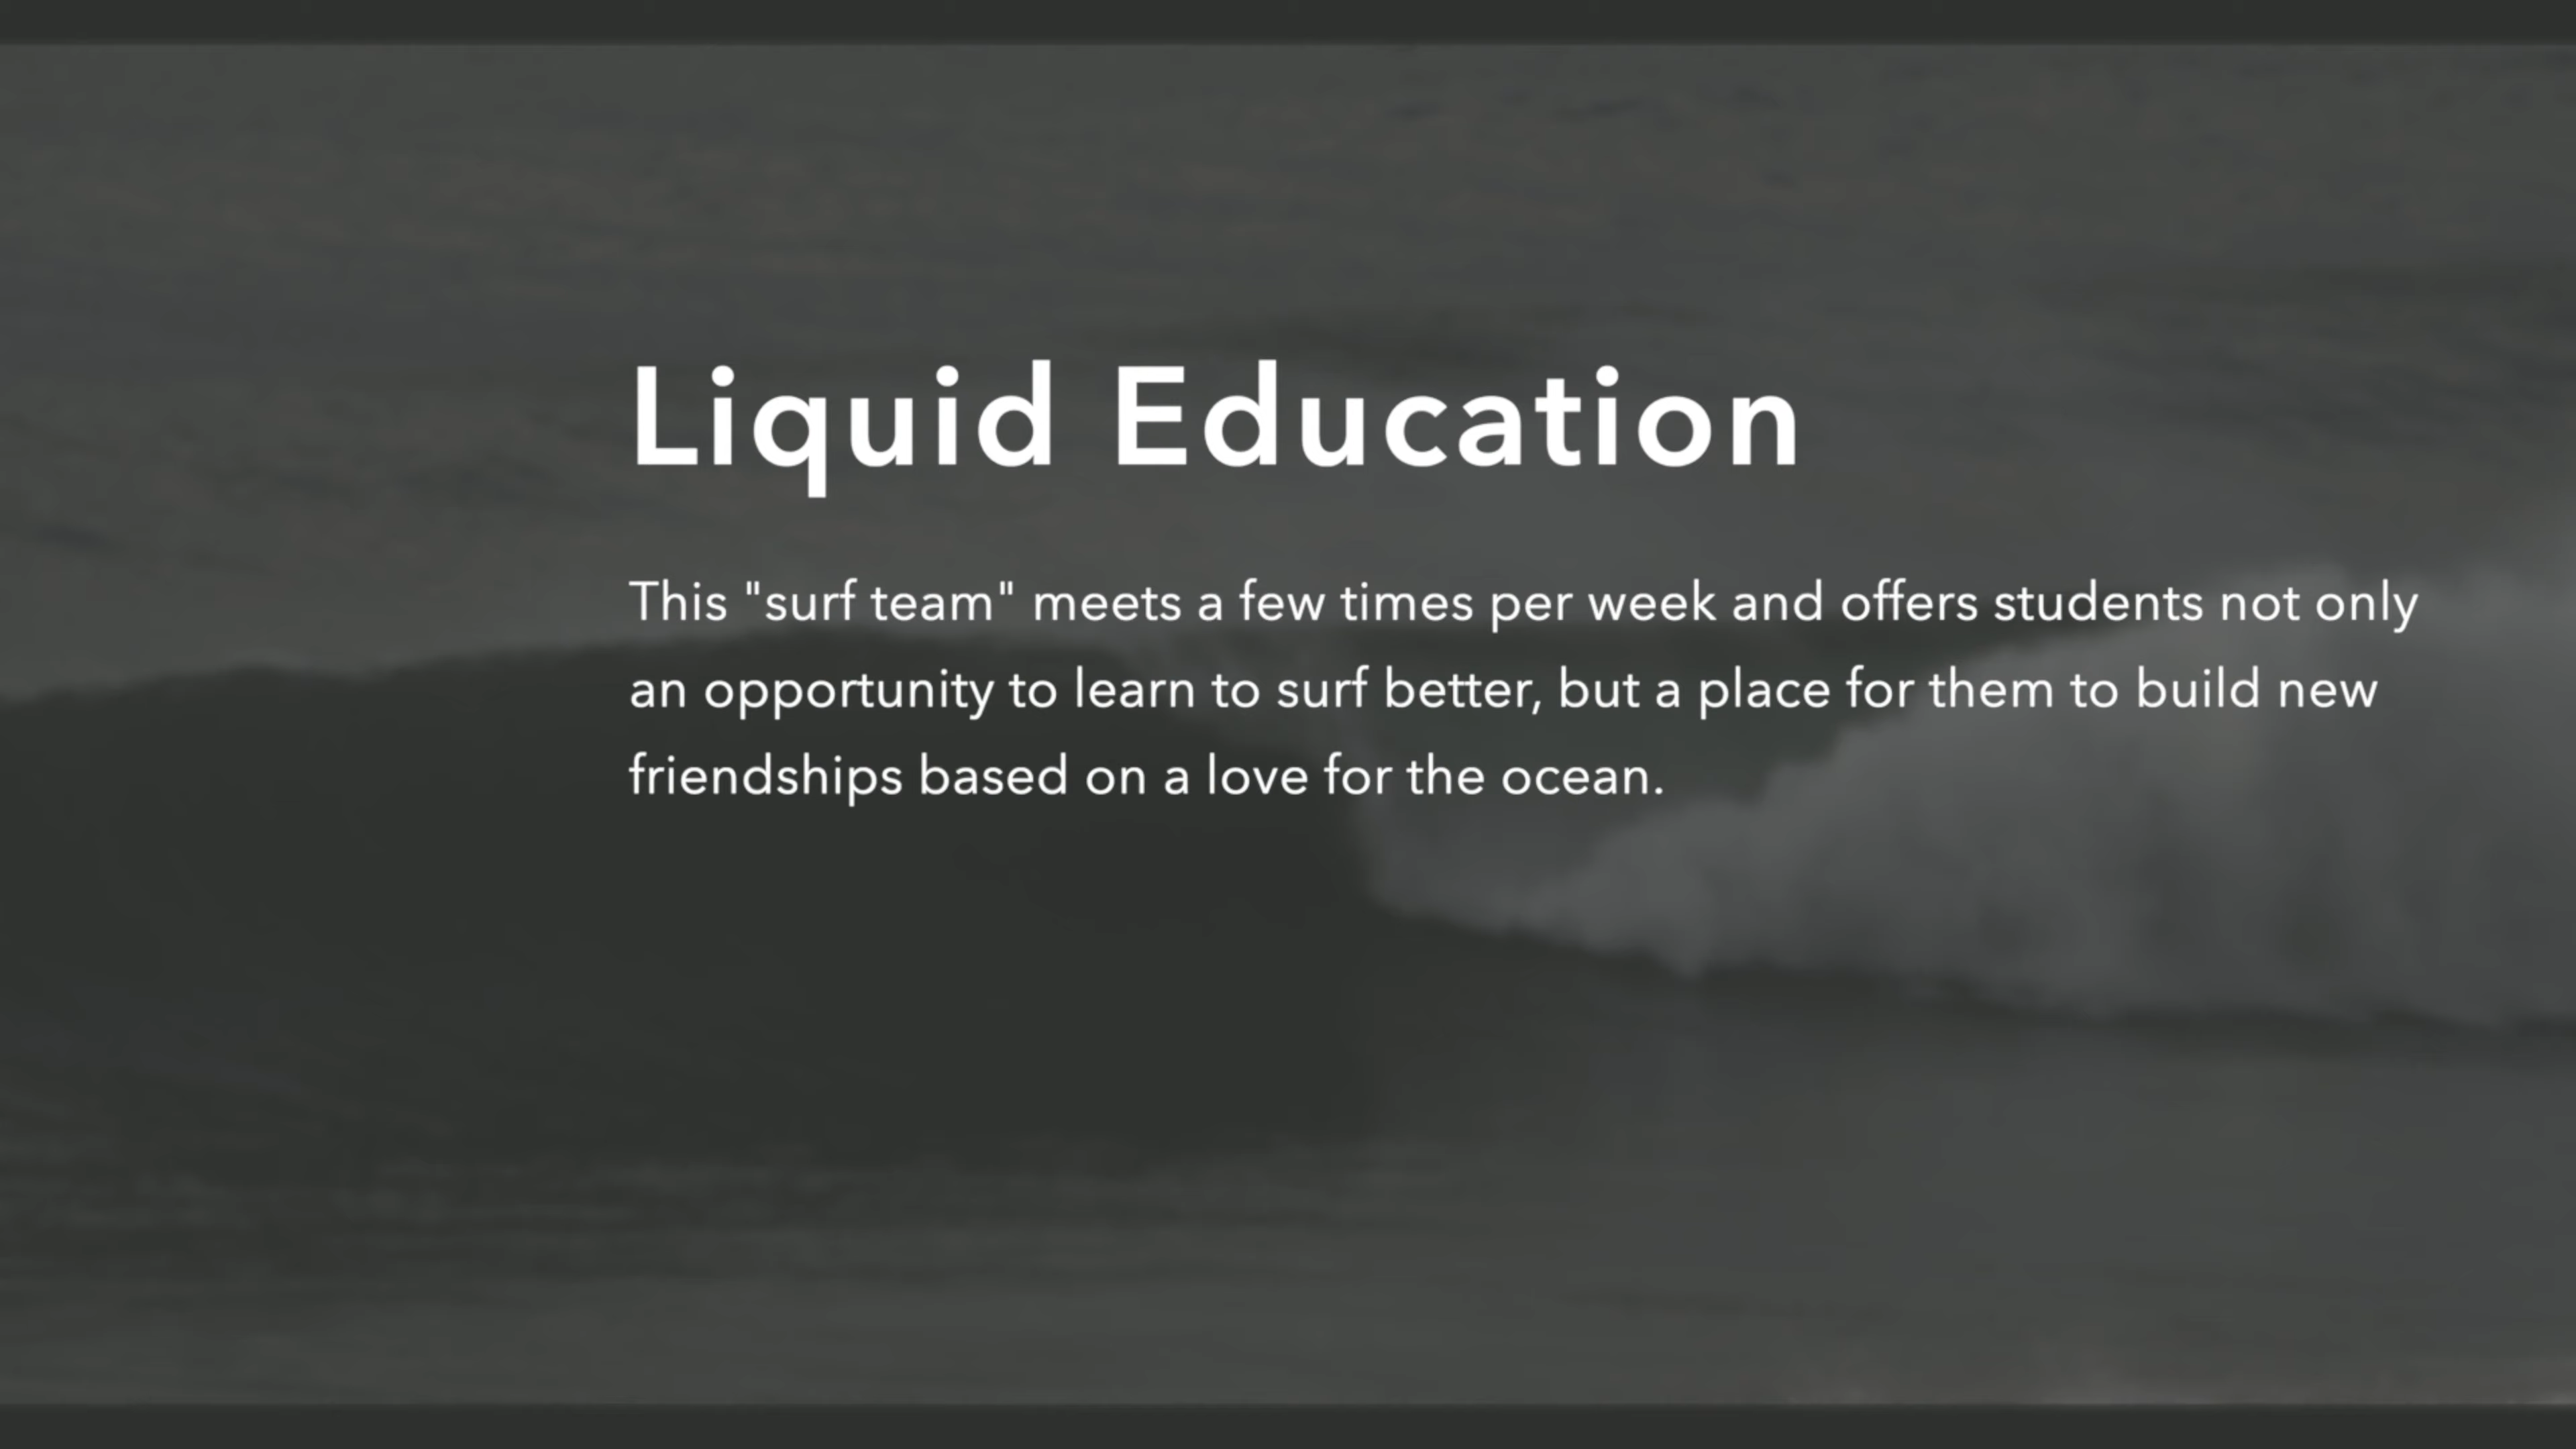 Liquid Education
This "surf team" meets a few times per week and offers students not only
an opportunity to learn to surf better, but a place for them to build new
friendships based on a love for the ocean.